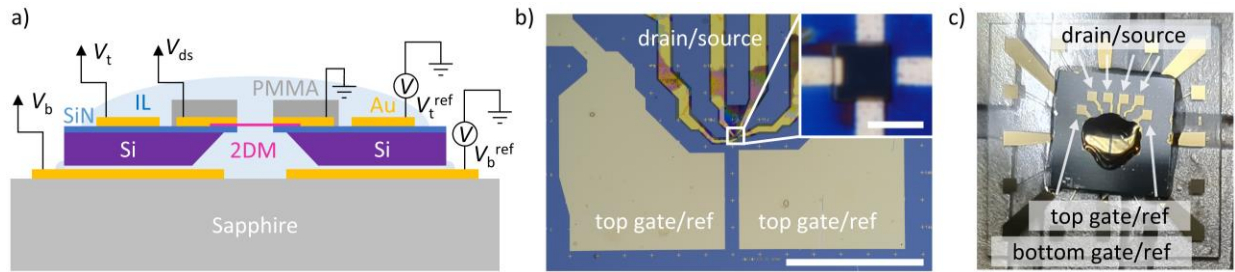 a)
V_t
V_ds
V_b
SiN
IL
PMMA
Au
V
V_t^ref
V
V_b^ref
Si
2DM
Si
Sapphire
b)
drain/source
top gate/ref
top gate/ref
c)
drain/source
top gate/ref
bottom gate/ref